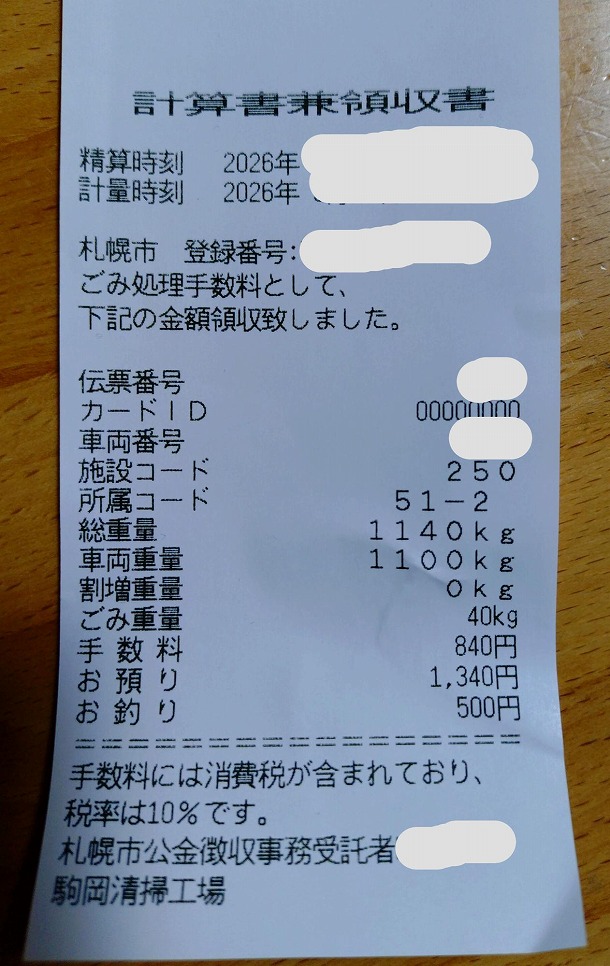 計算書兼領収書
精算時刻 2026年
計量時刻 2026年
札幌市 登録番号:
ごみ処理手数料として、
下記の金額領収致しました。
伝票番号
カードＩＤ 00000000
車両番号
施設コード ２５０
所属コード ５１－２
総重量 １１４０ｋｇ
車両重量 １１００ｋｇ
割増重量 ０ｋｇ
ごみ重量 40kg
手 数 料 840円
お 預 り 1,340円
お 釣 り 500円
手数料には消費税が含まれており、
税率は10％です。
札幌市公金徴収事務受託者
駒岡清掃工場